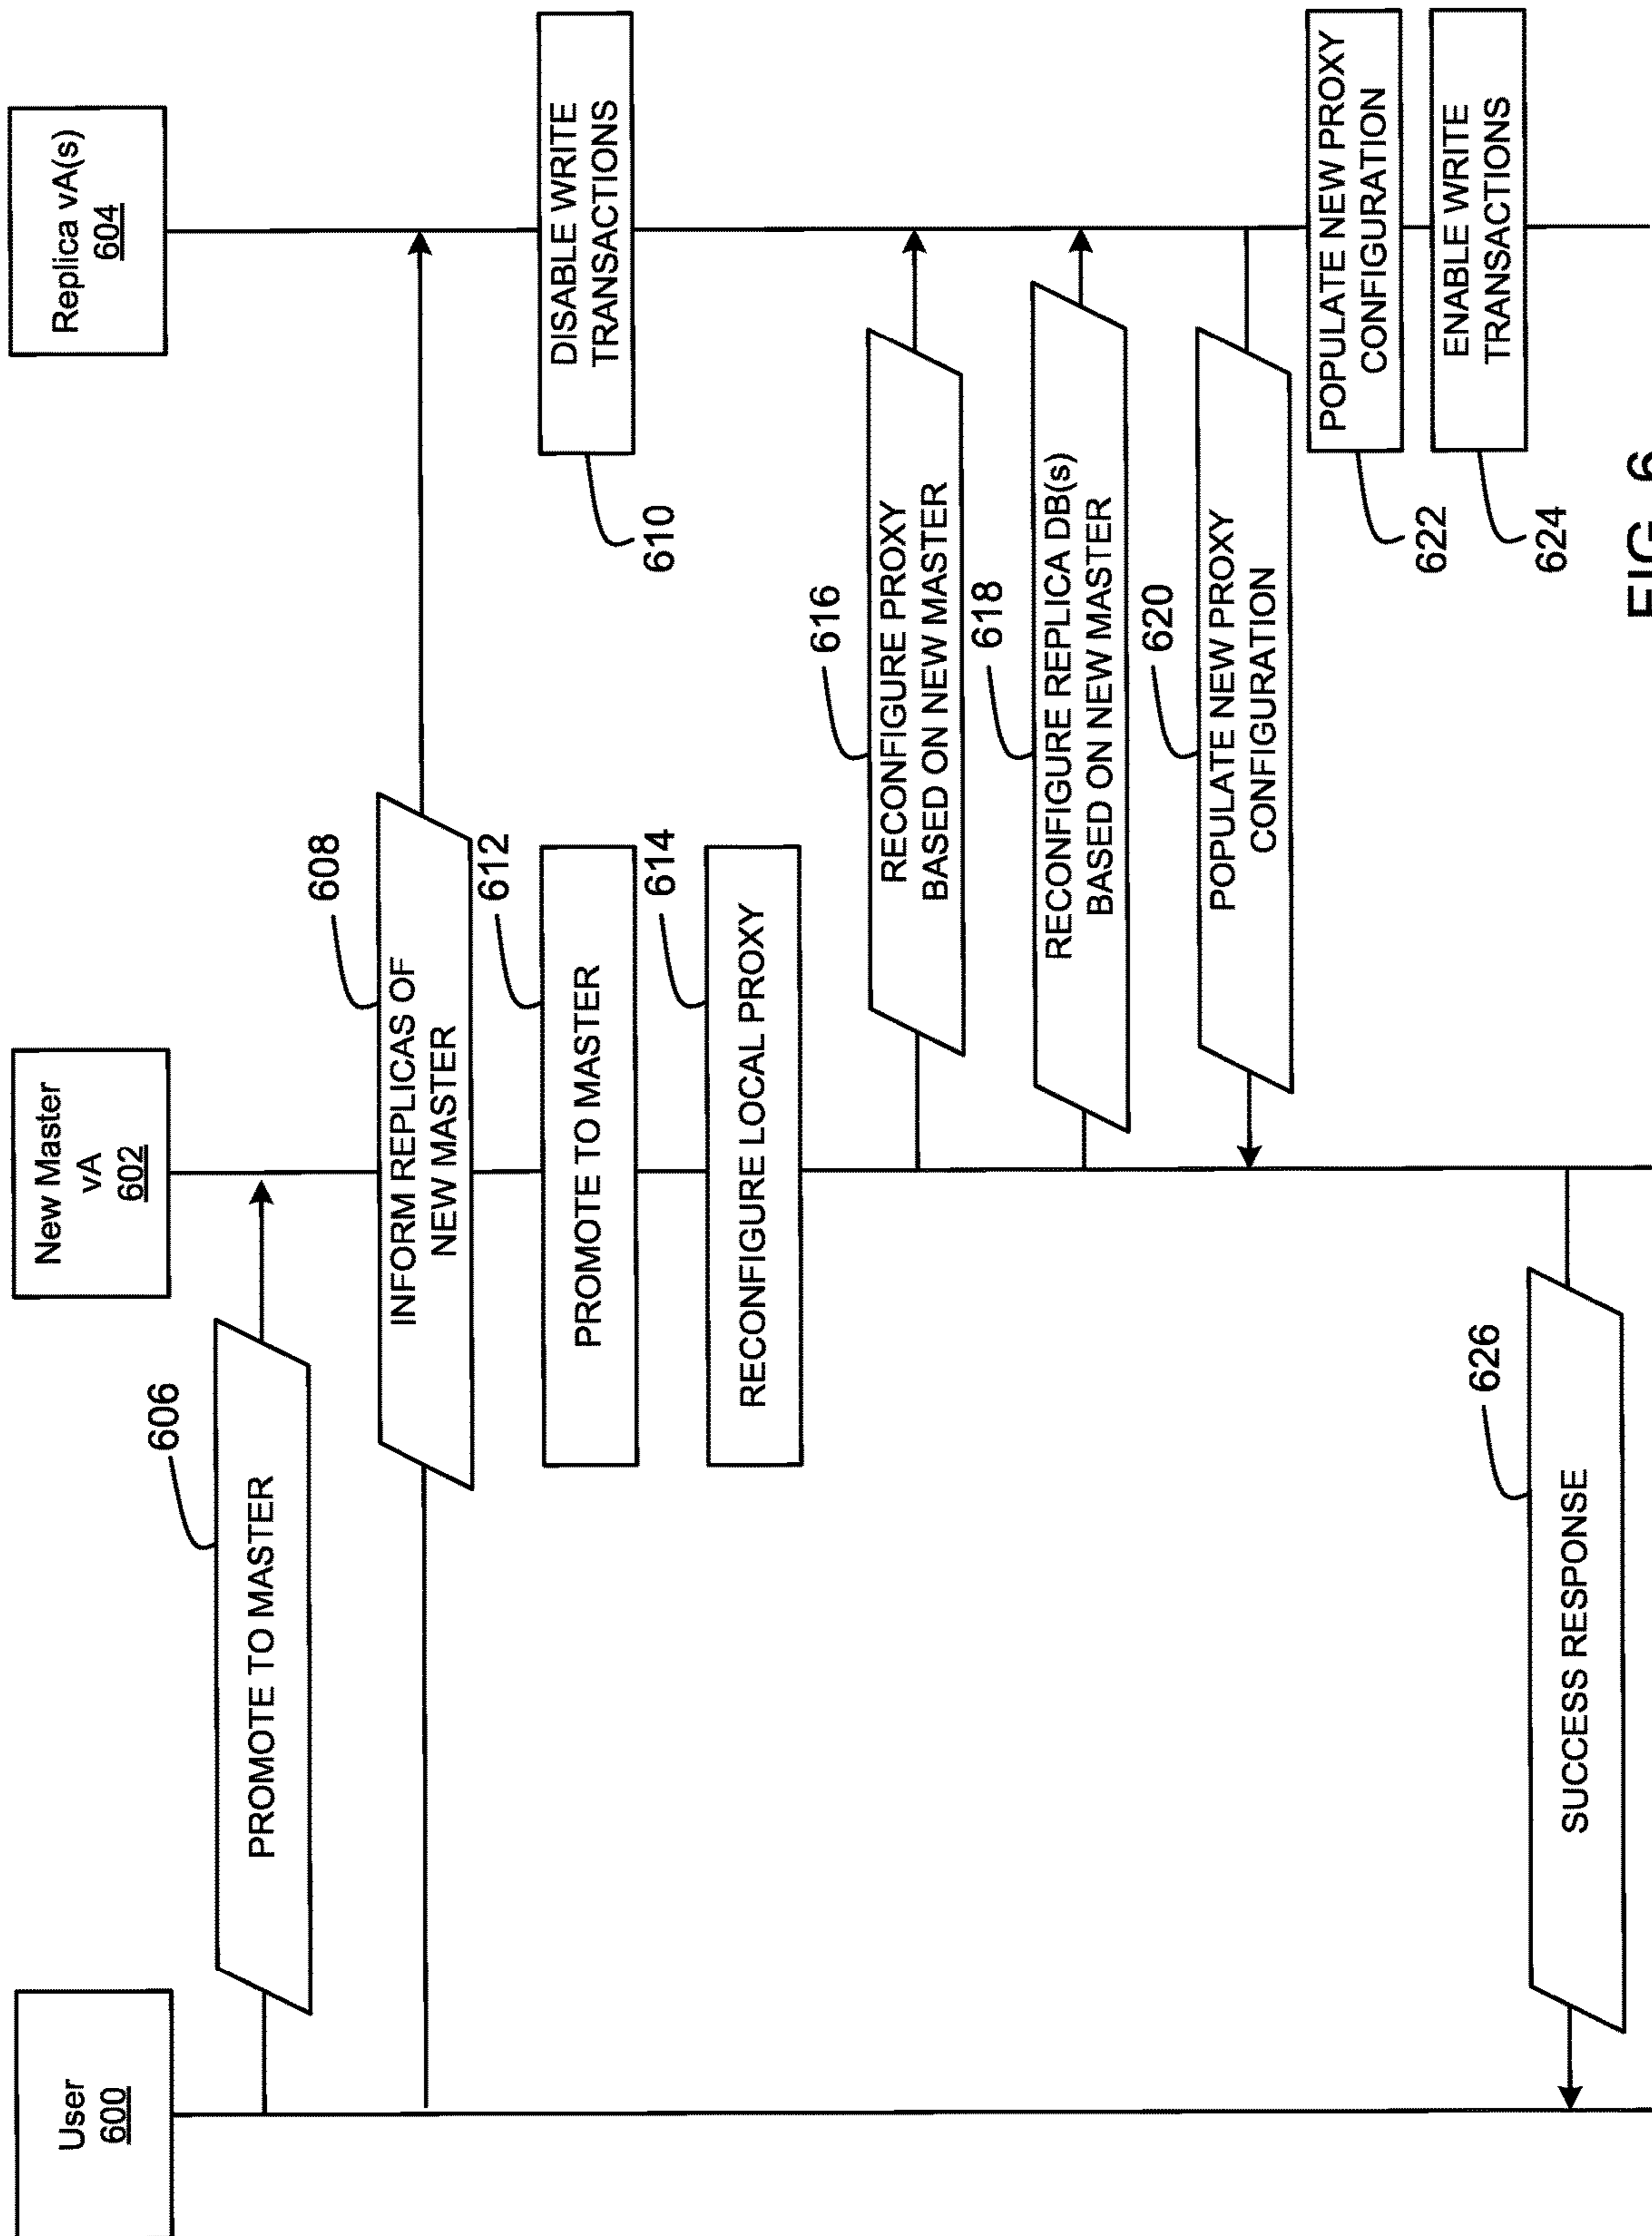 User
600
New Master
vA
602
Replica vA(s)
604
606
PROMOTE TO MASTER
608
INFORM REPLICAS OF
NEW MASTER
DISABLE WRITE
TRANSACTIONS
610
612
PROMOTE TO MASTER
614
RECONFIGURE LOCAL PROXY
616
RECONFIGURE PROXY
BASED ON NEW MASTER
618
RECONFIGURE REPLICA DB(s)
BASED ON NEW MASTER
620
POPULATE NEW PROXY
CONFIGURATION
POPULATE NEW PROXY
CONFIGURATION
622
ENABLE WRITE
TRANSACTIONS
624
626
SUCCESS RESPONSE
FIG. 6